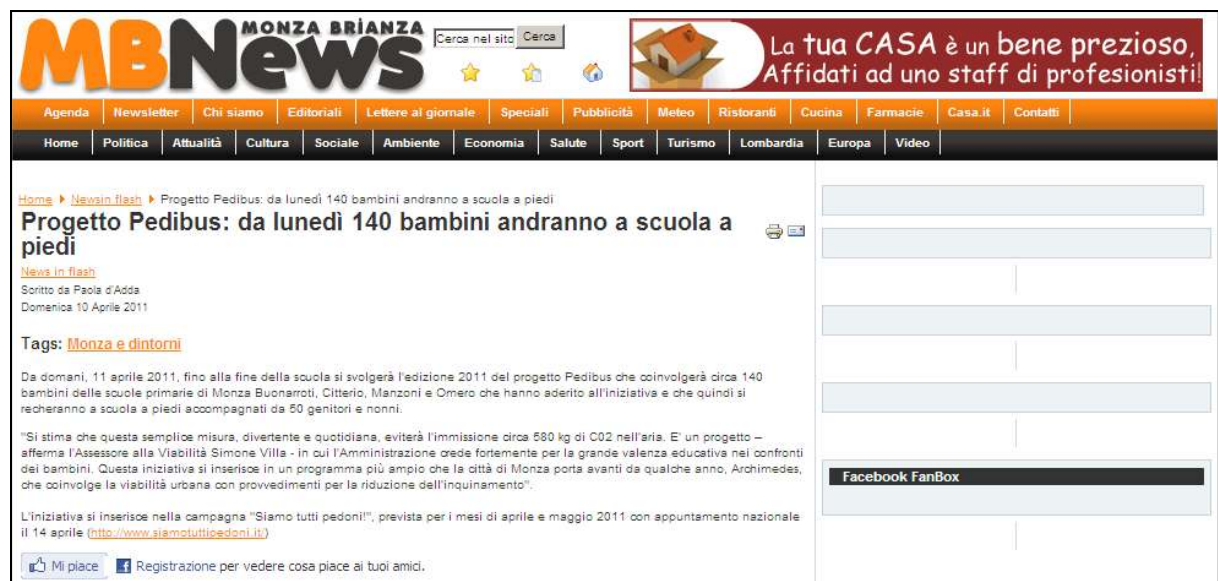 MBNews
MONZA BRIANZA
Cerca nel sito Cerca
La tua CASA è un bene prezioso,
Affidati ad uno staff di profesionisti!
Agenda Newsletter Chi siamo Editoriali Lettere al giornale Speciali Pubblicità Meteo Ristoranti Cucina Farmacie Casa.it Contatti
Home Politica Attualità Cultura Sociale Ambiente Economia Salute Sport Turismo Lombardia Europa Video
Home Newsin flash Progetto Pedibus: da lunedì 140 bambini andranno a scuola a piedi
Progetto Pedibus: da lunedì 140 bambini andranno a scuola a
piedi
News in flash
Scritto da Paola d'Adda
Domenica 10 Aprile 2011
Tags: Monza e dintorni
Da domani, 11 aprile 2011, fino alla fine della scuola si svolgerà l'edizione 2011 del progetto Pedibus che coinvolgerà circa 140
bambini delle scuole primarie di Monza Buonarroti, Citterio, Manzoni e Omero che hanno aderito all'iniziativa e che quindi si
recheranno a scuola a piedi accompagnati da 50 genitori e nonni.
"Si stima che questa semplice misura, divertente e quotidiana, eviterà l'immissione circa 580 kg di C02 nell'aria. E' un progetto –
afferma l'Assessore alla Viabilità Simone Villa - in cui l'Amministrazione crede fortemente per la grande valenza educativa nei confronti
dei bambini. Questa iniziativa si inserisce in un programma più ampio che la città di Monza porta avanti da qualche anno, Archimedes,
che coinvolge la viabilità urbana con provvedimenti per la riduzione dell'inquinamento".
L'iniziativa si inserisce nella campagna "Siamo tutti pedoni!", prevista per i mesi di aprile e maggio 2011 con appuntamento nazionale
il 14 aprile (http://www.siamotuttipedoni.it/)
Mi piace Registrazione per vedere cosa piace ai tuoi amici.
Facebook FanBox